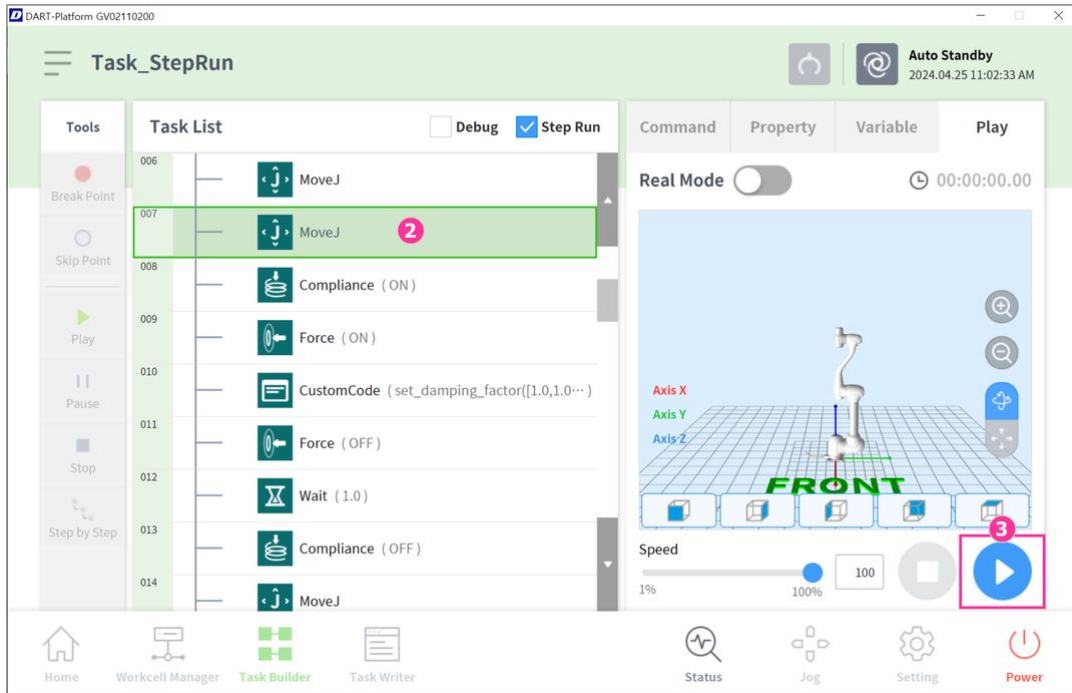 DART-Platform GV02110200
Task_StepRun
Auto Standby
2024.04.25 11:02:33 AM
Tools
Task List
Debug
Step Run
Command
Property
Variable
Play
Break Point
Skip Point
Play
Pause
Stop
Step by Step
006
MoveJ
007
MoveJ
2
008
Compliance (ON)
009
Force (ON)
010
CustomCode (set_damping_factor([1.0,1.0···)
011
Force (OFF)
012
Wait (1.0)
013
Compliance (OFF)
014
MoveJ
Real Mode
00:00:00.00
Axis X
Axis Y
Axis Z
FRONT
3
Speed
1%
100%
100
Home
Workcell Manager
Task Builder
Task Writer
Status
Jog
Setting
Power